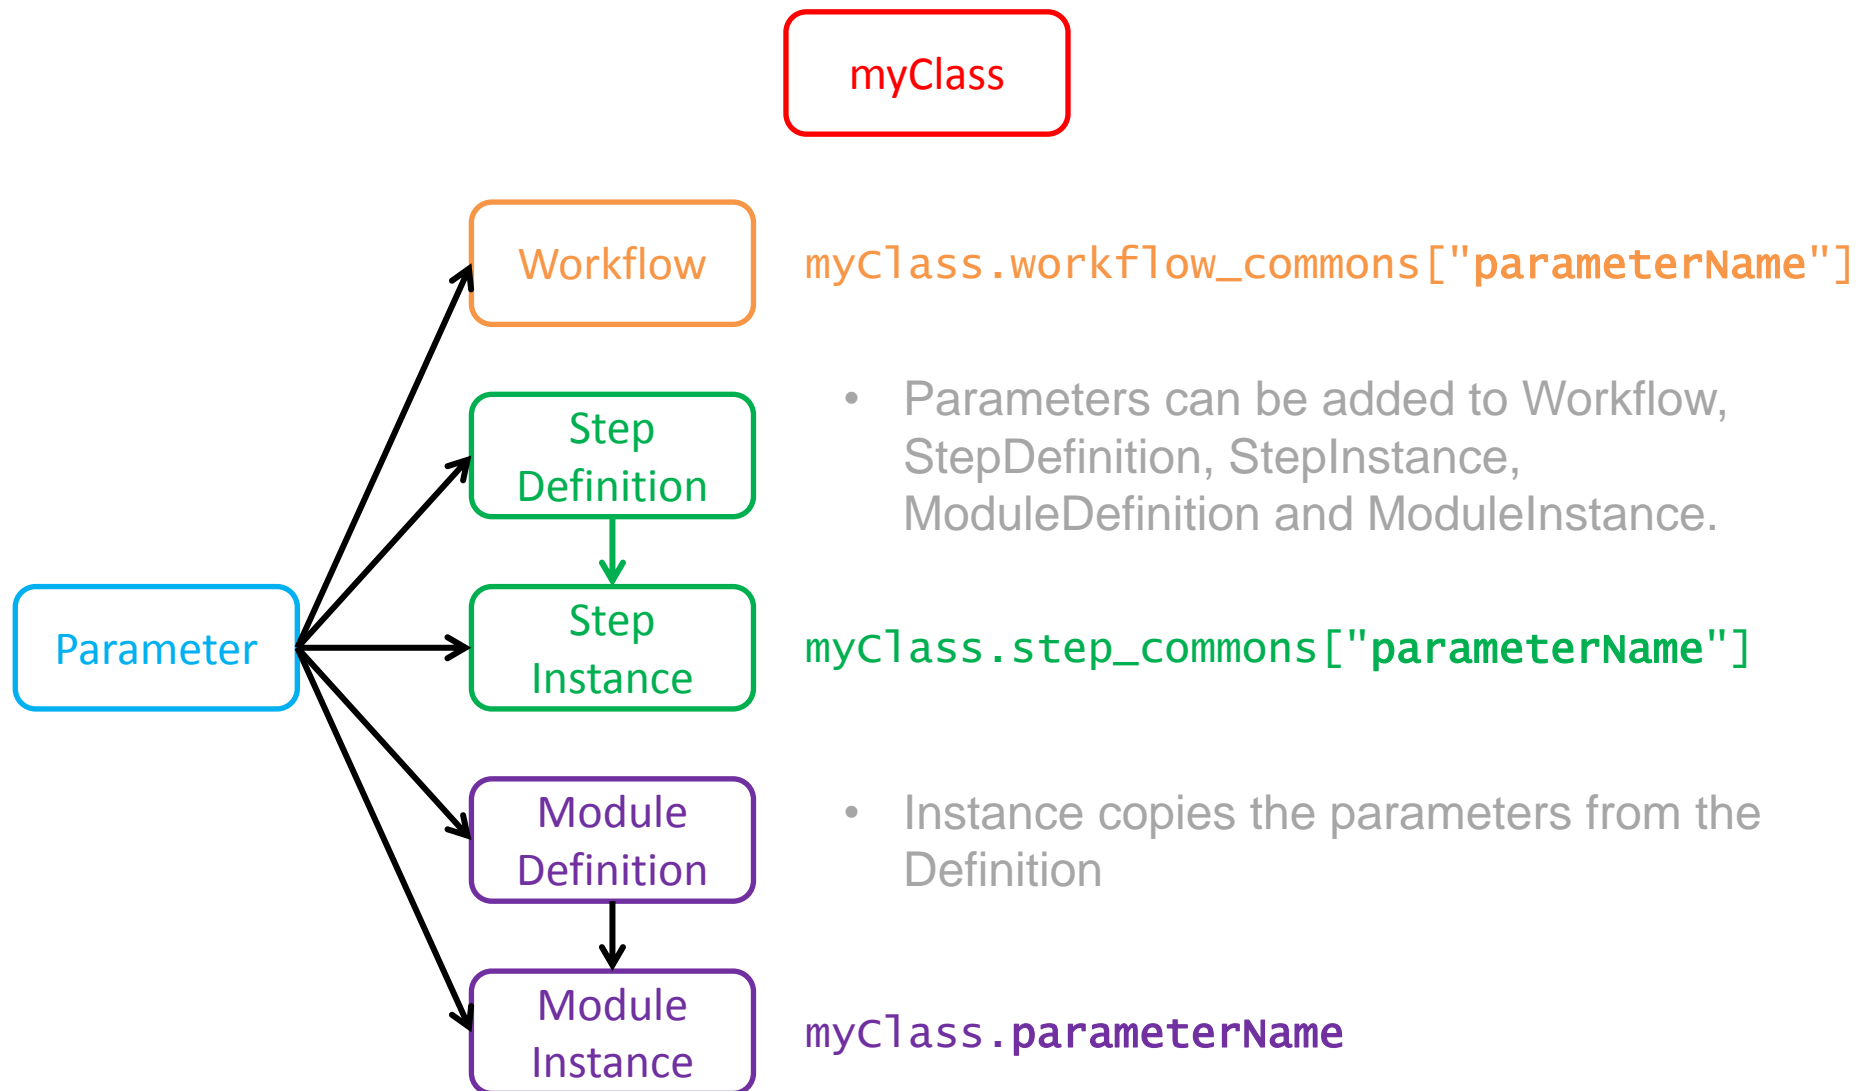 myClass
Workflow
myClass.workflow_commons["parameterName"]
• Parameters can be added to Workflow,
StepDefinition, StepInstance,
ModuleDefinition and ModuleInstance.
Step
Definition
Parameter
Step
Instance
myClass.step_commons["parameterName"]
Module
Definition
• Instance copies the parameters from the
Definition
Module
Instance
myClass.parameterName